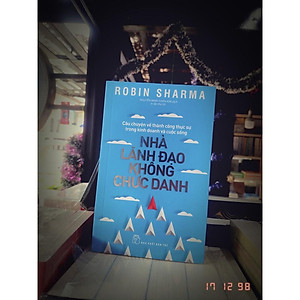 ROBIN SHARMA
Câu chuyện về thành công thực sự
trong kinh doanh và cuộc sống
NHÀ
LÃNH ĐẠO
KHÔNG
CHỨC DANH
17 12 98